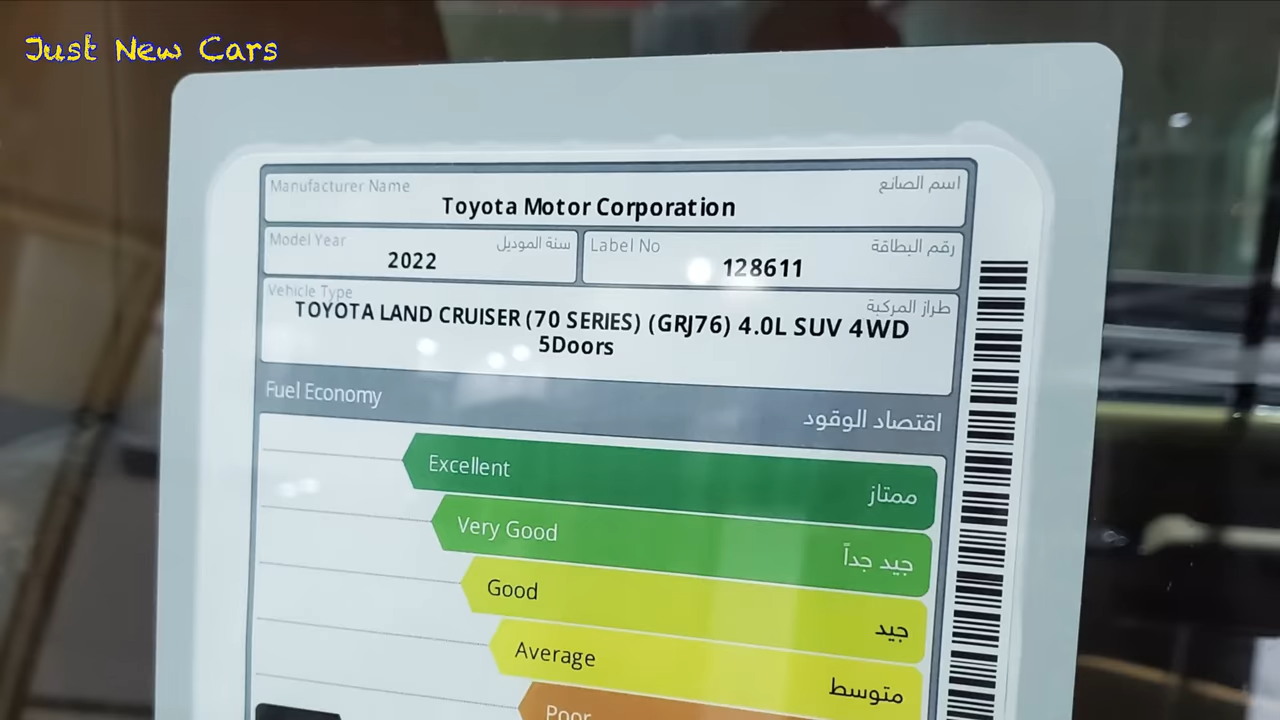 Just New Cars
Manufacturer Name
اسم الصانع
Toyota Motor Corporation
Model Year
سنة الموديل
2022
Label No
رقم البطاقة
128611
Vehicle Type
طراز المركبة
TOYOTA LAND CRUISER (70 SERIES) (GRJ76) 4.0L SUV 4WD
5Doors
Fuel Economy
اقتصاد الوقود
Excellent
ممتاز
Very Good
جيد جداً
Good
جيد
Average
متوسط
Poor